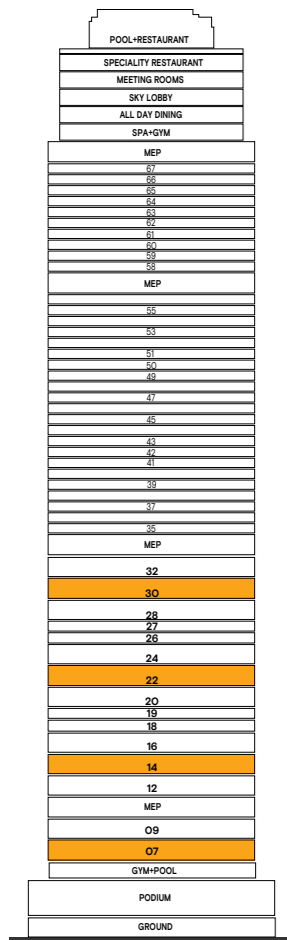 POOL+RESTAURANT
SPECIALITY RESTAURANT
MEETING ROOMS
SKY LOBBY
ALL DAY DINING
SPA+GYM
MEP
67
66
65
64
63
62
61
60
59
58
MEP
55
53
51
50
49
47
45
43
42
41
39
37
35
MEP
32
30
28
27
26
24
22
20
19
18
16
14
12
MEP
09
07
GYM+POOL
PODIUM
GROUND